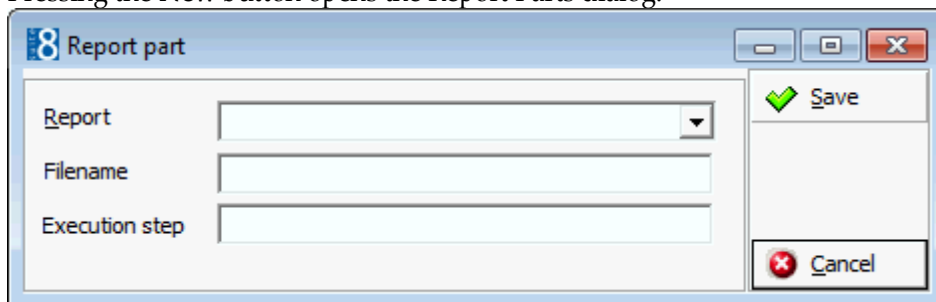 Pressing the New button opens the Report Parts dialog.
8 Report part
Report
Save
Filename
Execution step
Cancel